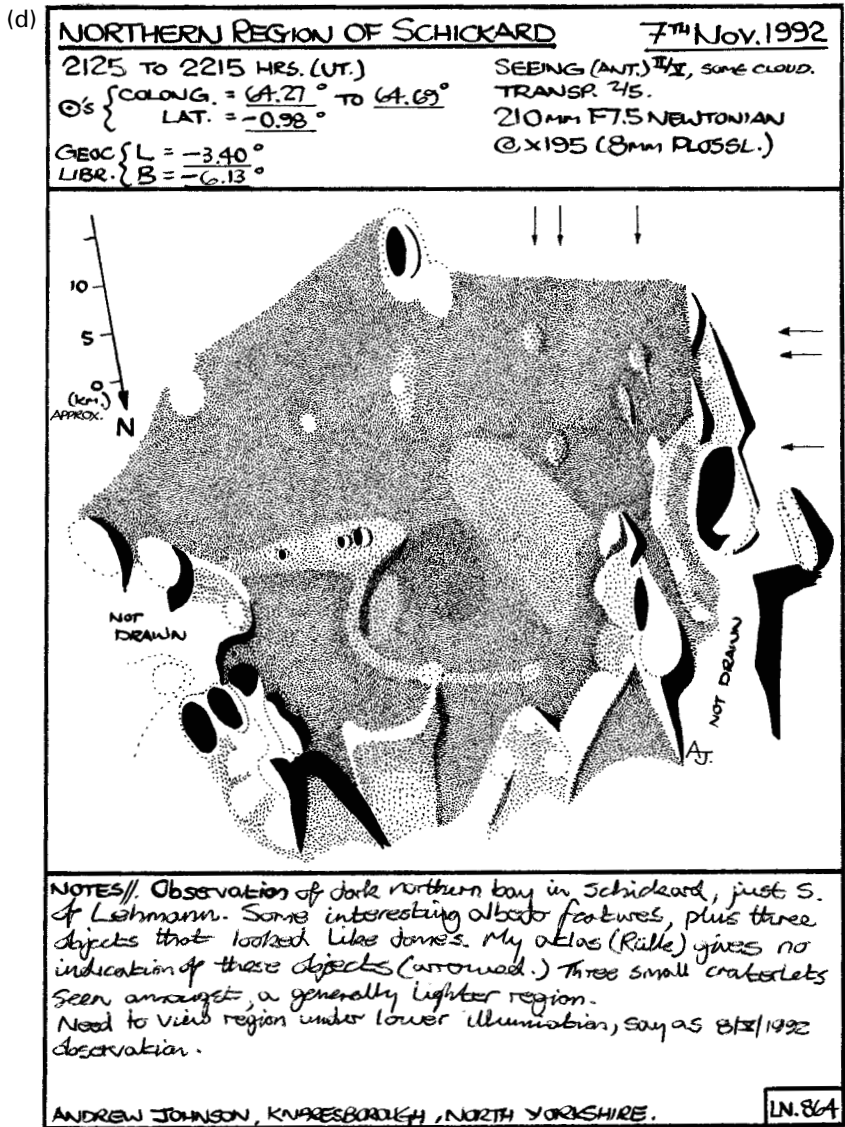 (d)
NORTHERN REGION OF SCHICKARD 7TH NOV. 1992
2125 TO 2215 HRS. (UT.)
☉'s { COLONG. = 64.27° TO 64.69°
LAT. = -0.98°
GEOC LIBR. { L = -3.40°
B = -6.13°
SEEING (ANT.) II/V, SOME CLOUD.
TRANSP. 2/5.
210mm F7.5 NEWTONIAN
@ X195 (8mm PLOSSL.)
10
5
0
(km.)
APPROX.
N
NOT
DRAWN
NOT DRAWN
A.J.
NOTES//. Observation of dark northern bay in Schickard, just S.
of Lehmann. Some interesting albedo features, plus three
objects that looked like domes. My atlas (Rülle) gives no
indication of these objects (arrowed.) Three small craterlets
seen amongst, a generally lighter region.
Need to view region under lower illumination, say as 8/X/1992
observation.
ANDREW JOHNSON, KNARESBOROUGH, NORTH YORKSHIRE.
LN.864